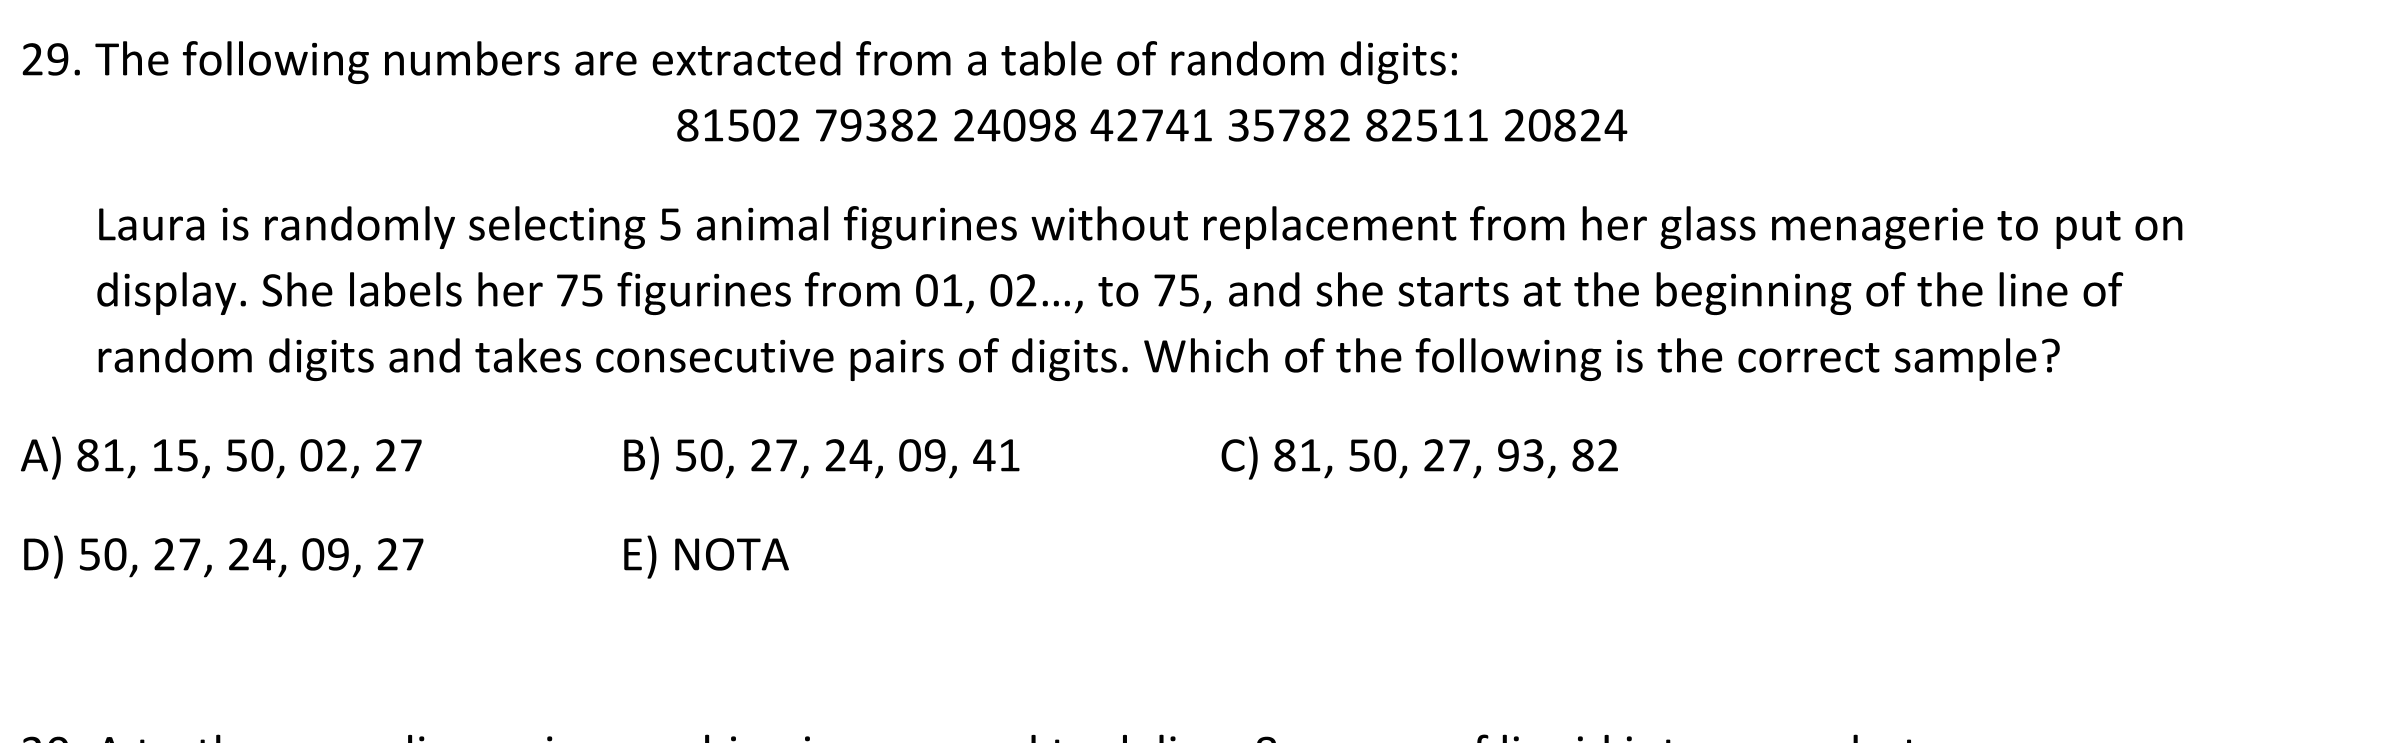 29. The following numbers are extracted from a table of random digits:
81502 79382 24098 42741 35782 82511 20824
Laura is randomly selecting 5 animal figurines without replacement from her glass menagerie to put on
display. She labels her 75 figurines from 01, 02…, to 75, and she starts at the beginning of the line of
random digits and takes consecutive pairs of digits. Which of the following is the correct sample?
A) 81, 15, 50, 02, 27 B) 50, 27, 24, 09, 41 C) 81, 50, 27, 93, 82
D) 50, 27, 24, 09, 27 E) NOTA